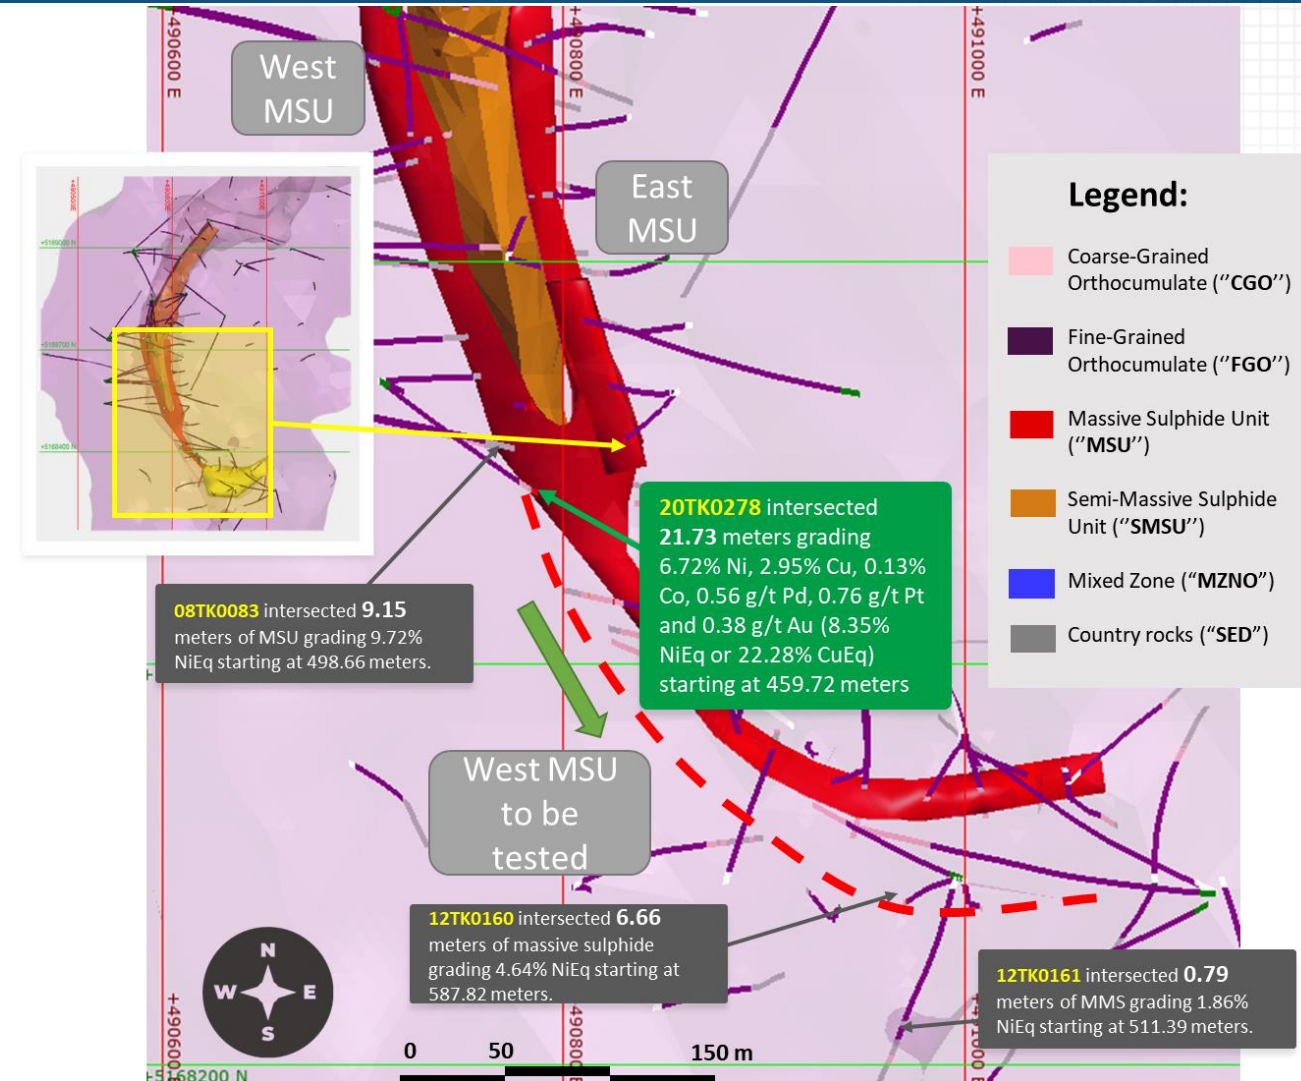 +490600 E
+490800 E
+491000 E
West
MSU
East
MSU
+5169000 N
+5168700 N
+5168400 N
Legend:
Coarse-Grained
Orthocumulate (“CGO”)
Fine-Grained
Orthocumulate (“FGO”)
Massive Sulphide Unit
(“MSU”)
Semi-Massive Sulphide
Unit (“SMSU”)
Mixed Zone (“MZNO”)
Country rocks (“SED”)
20TK0278 intersected
21.73 meters grading
6.72% Ni, 2.95% Cu, 0.13%
Co, 0.56 g/t Pd, 0.76 g/t Pt
and 0.38 g/t Au (8.35%
NiEq or 22.28% CuEq)
starting at 459.72 meters
08TK0083 intersected 9.15
meters of MSU grading 9.72%
NiEq starting at 498.66 meters.
West MSU
to be
tested
12TK0160 intersected 6.66
meters of massive sulphide
grading 4.64% NiEq starting at
587.82 meters.
12TK0161 intersected 0.79
meters of MMS grading 1.86%
NiEq starting at 511.39 meters.
N
W E
S
0 50 150 m
+490600
490800
+5168200 N